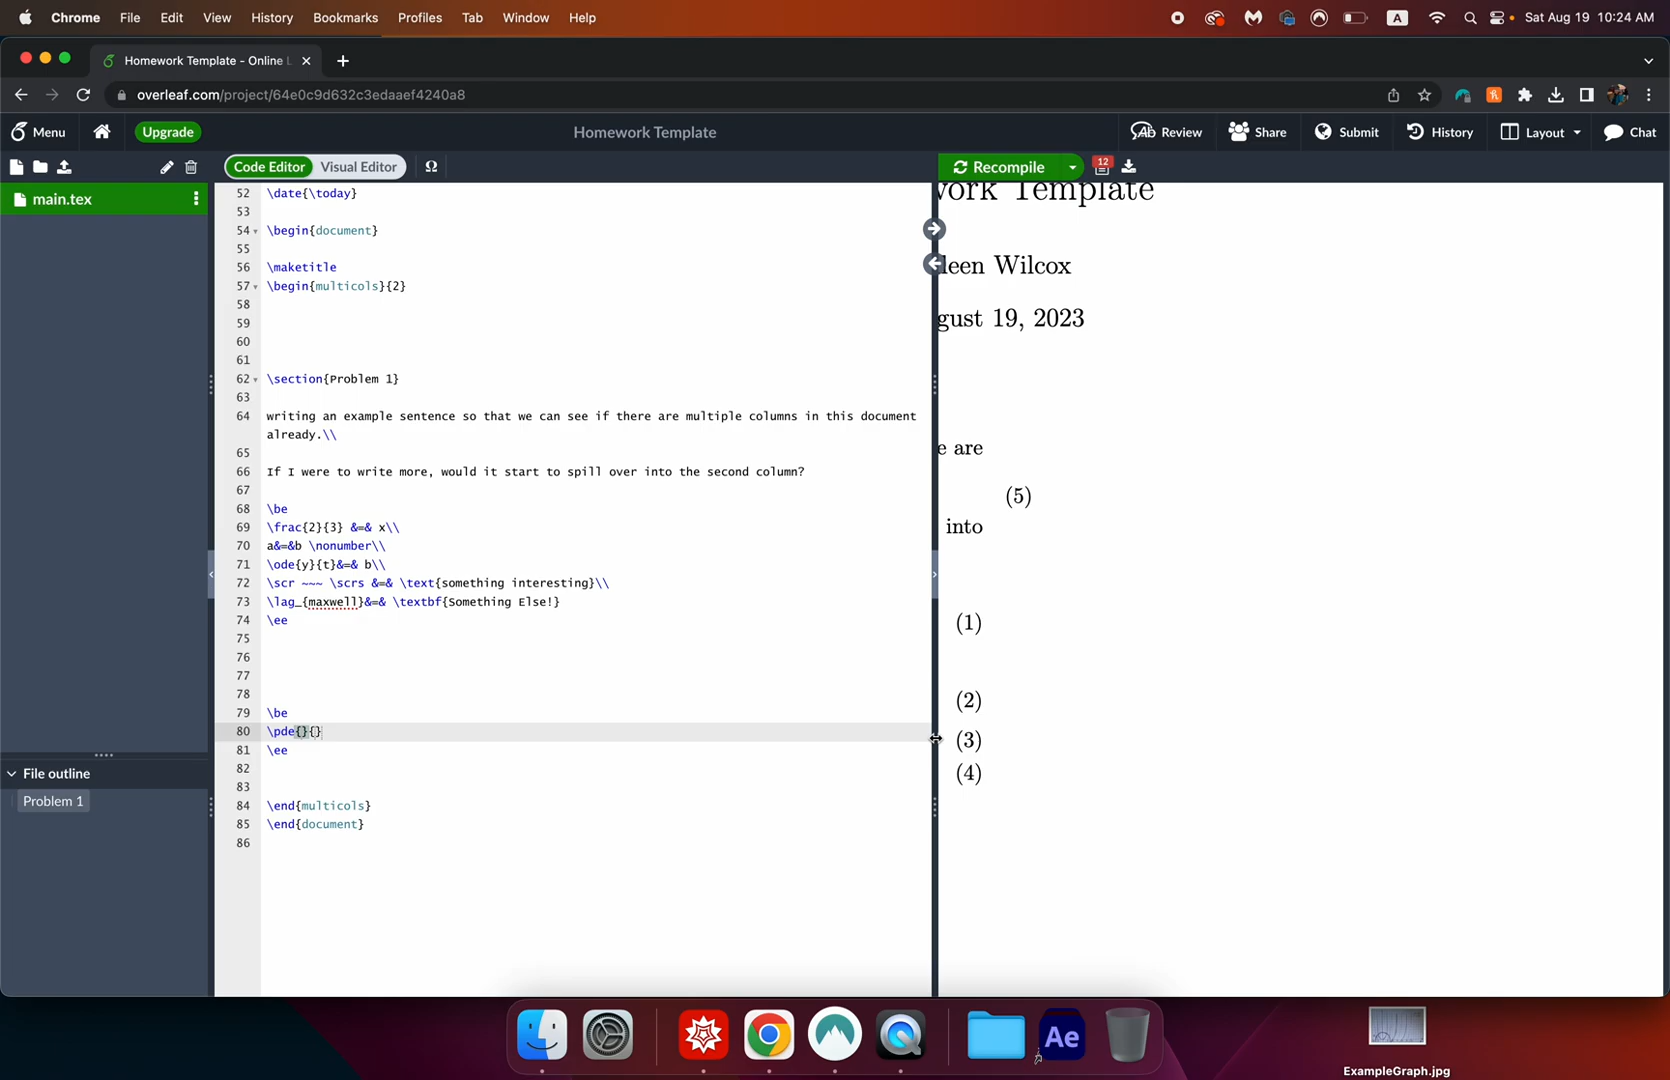 Chrome File Edit View History Bookmarks Profiles Tab Window Help
A
Sat Aug 19 10:24 AM
Homework Template - Online L
overleaf.com/project/64e0c9d632c3edaaef4240a8
Menu
Upgrade
Homework Template
Review
Share
Submit
History
Layout
Chat
Code Editor Visual Editor Ω
Recompile
12
main.tex
52 \date{\today}
53
54 \begin{document}
55
56 \maketitle
57 \begin{multicols}{2}
58
59
60
61
62 \section{Problem 1}
63
64 writing an example sentence so that we can see if there are multiple columns in this document
already.\\
65
66 If I were to write more, would it start to spill over into the second column?
67
68 \be
69 \frac{2}{3} &=& x\\
70 a&=&b \nonumber\\
71 \ode{y}{t}&=& b\\
72 \scr ~~~ \scrs &=& \text{something interesting}\\
73 \lag_{maxwell}&=& \textbf{Something Else!}
74 \ee
75
76
77
78
79 \be
80 \pde{}{}
81 \ee
82
83
84 \end{multicols}
85 \end{document}
86
File outline
Problem 1
work Template
leen Wilcox
gust 19, 2023
e are
(5)
into
(1)
(2)
(3)
(4)
Ae
ExampleGraph.jpg